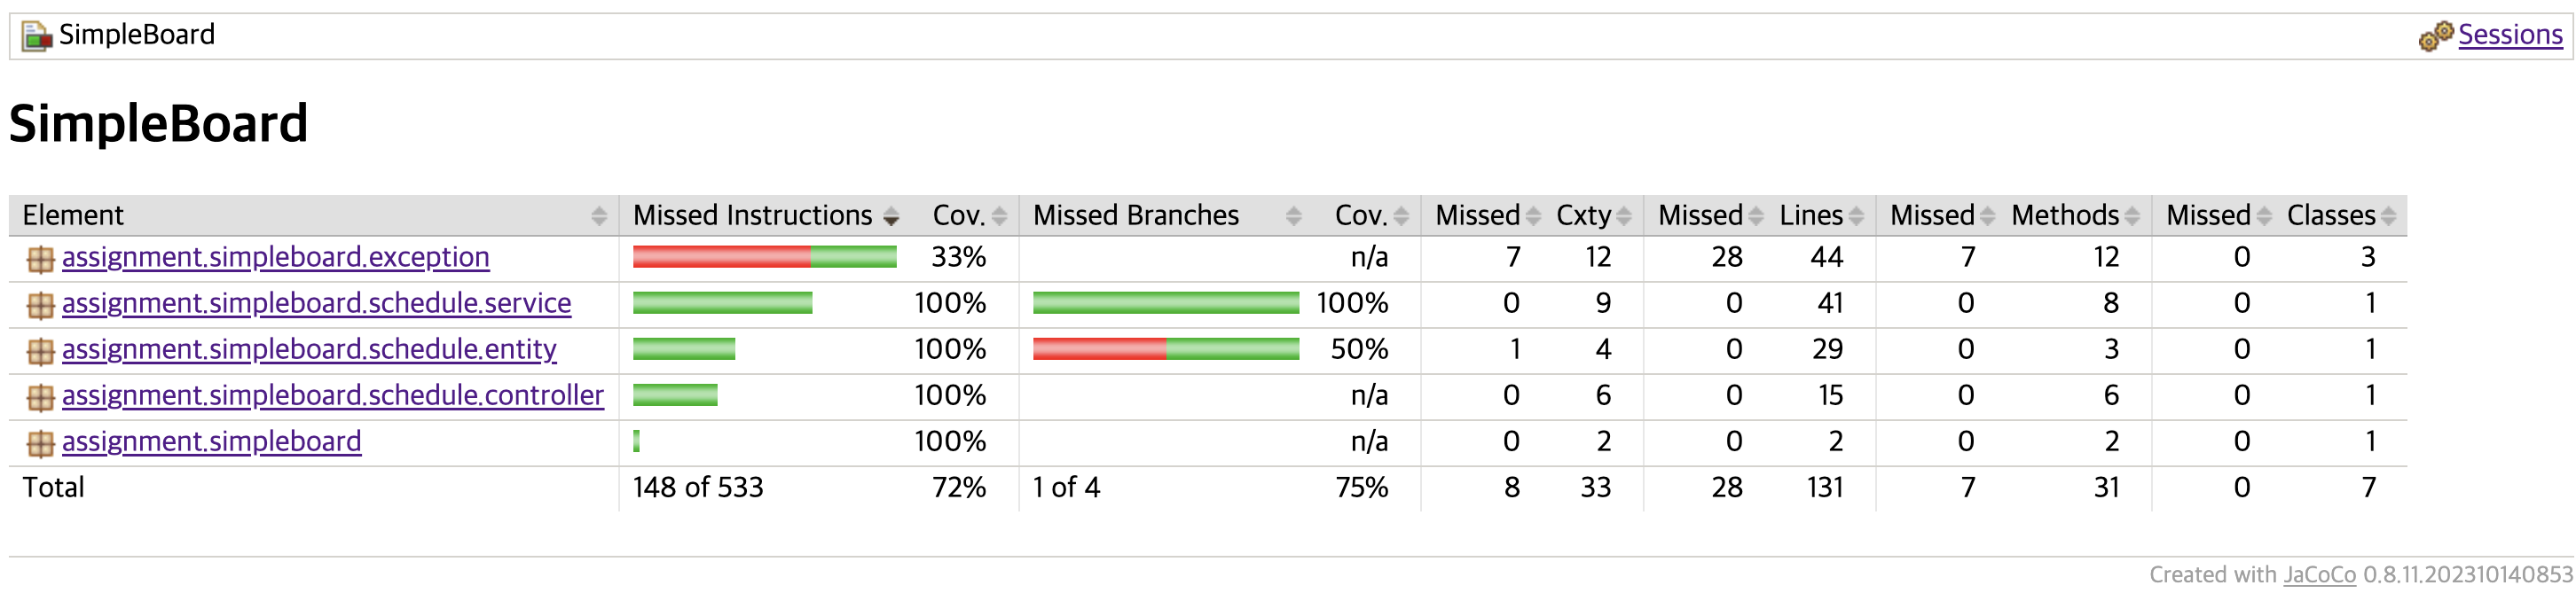 SimpleBoard Sessions
SimpleBoard
Element Missed Instructions Cov. Missed Branches Cov. Missed Cxty Missed Lines Missed Methods Missed Classes
assignment.simpleboard.exception 33% n/a 7 12 28 44 7 12 0 3
assignment.simpleboard.schedule.service 100% 100% 0 9 0 41 0 8 0 1
assignment.simpleboard.schedule.entity 100% 50% 1 4 0 29 0 3 0 1
assignment.simpleboard.schedule.controller 100% n/a 0 6 0 15 0 6 0 1
assignment.simpleboard 100% n/a 0 2 0 2 0 2 0 1
Total 148 of 533 72% 1 of 4 75% 8 33 28 131 7 31 0 7
Created with JaCoCo 0.8.11.202310140853